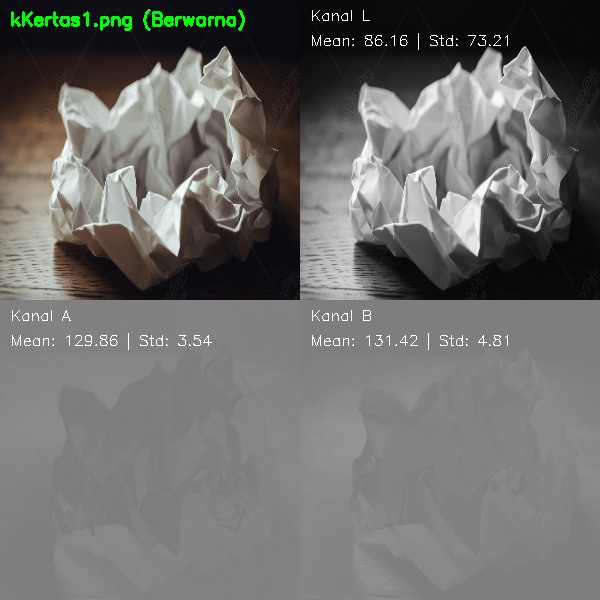 kKertas1.png (Berwarna)
Kanal L
Mean: 86.16 | Std: 73.21
Kanal A
Mean: 129.86 | Std: 3.54
Kanal B
Mean: 131.42 | Std: 4.81